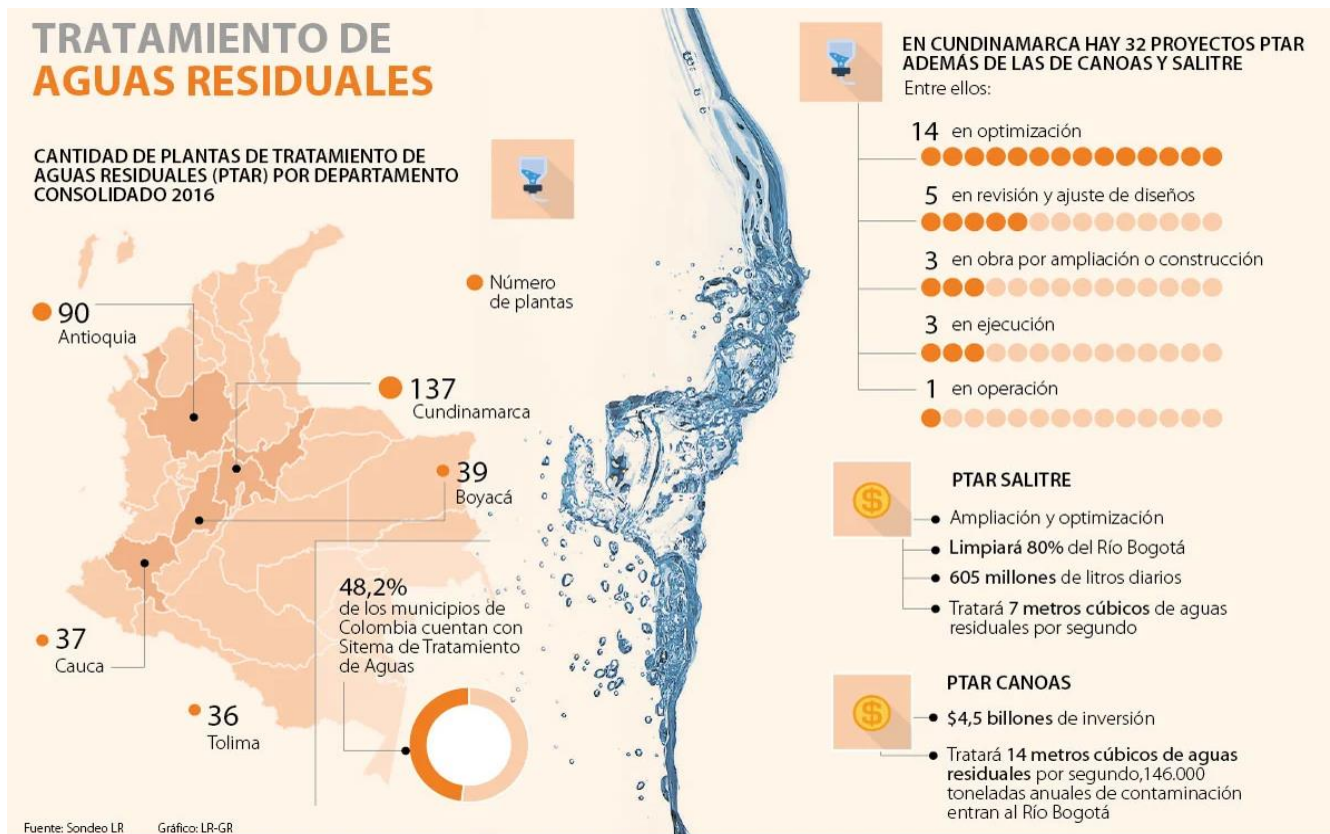 TRATAMIENTO DE
AGUAS RESIDUALES
CANTIDAD DE PLANTAS DE TRATAMIENTO DE
AGUAS RESIDUALES (PTAR) POR DEPARTAMENTO
CONSOLIDADO 2016
Número
de plantas
90
Antioquia
137
Cundinamarca
39
Boyacá
37
Cauca
36
Tolima
48,2%
de los municipios de
Colombia cuentan con
Sitema de Tratamiento
de Aguas
EN CUNDINAMARCA HAY 32 PROYECTOS PTAR
ADEMÁS DE LAS DE CANOAS Y SALITRE
Entre ellos:
14 en optimización
5 en revisión y ajuste de diseños
3 en obra por ampliación o construcción
3 en ejecución
1 en operación
$
PTAR SALITRE
Ampliación y optimización
Limpiará 80% del Río Bogotá
605 millones de litros diarios
Tratará 7 metros cúbicos de aguas
residuales por segundo
$
PTAR CANOAS
$4,5 billones de inversión
Tratará 14 metros cúbicos de aguas
residuales por segundo,146.000
toneladas anuales de contaminación
entran al Río Bogotá
Fuente: Sondeo LR Gráfico: LR-GR